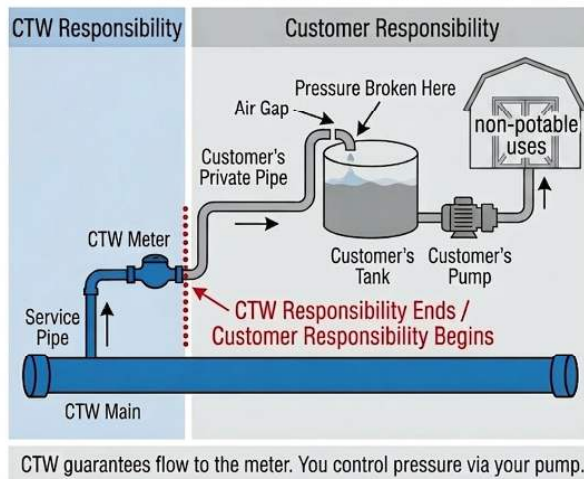 CTW Responsibility
Customer Responsibility
Pressure Broken Here
Air Gap
non-potable
uses
Customer's
Private Pipe
CTW Meter
Customer's
Tank
Customer's
Pump
Service
Pipe
CTW Responsibility Ends /
Customer Responsibility Begins
CTW Main
CTW guarantees flow to the meter. You control pressure via your pump.